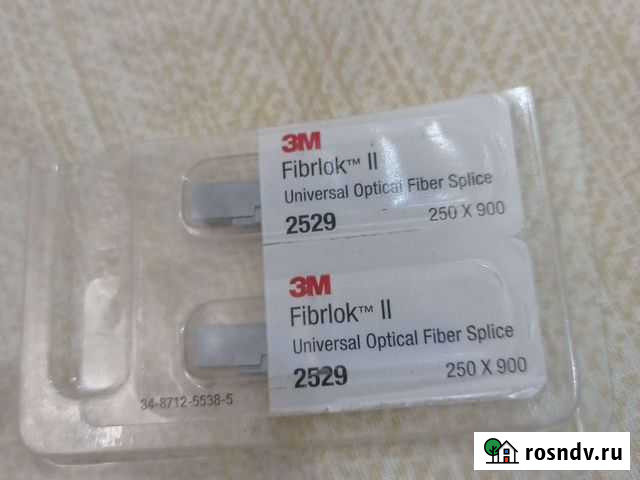 3M
Fibrlok™ II
Universal Optical Fiber Splice
2529
250 X 900
3M
Fibrlok™ II
Universal Optical Fiber Splice
2529
250 X 900
34-8712-5538-5
rosndv.ru